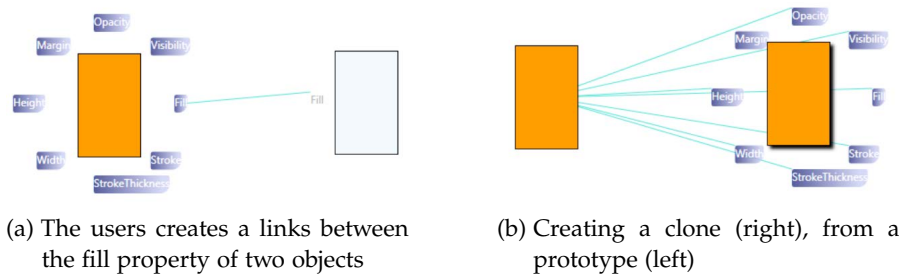 Opacity
Margin
Visibility
Height
Fill
Fill
Width
Stroke
StrokeThickness
Opacity
Margin
Visibility
Height
Fill
Width
Stroke
StrokeThickness
(a) The users creates a links between
the fill property of two objects
(b) Creating a clone (right), from a
prototype (left)